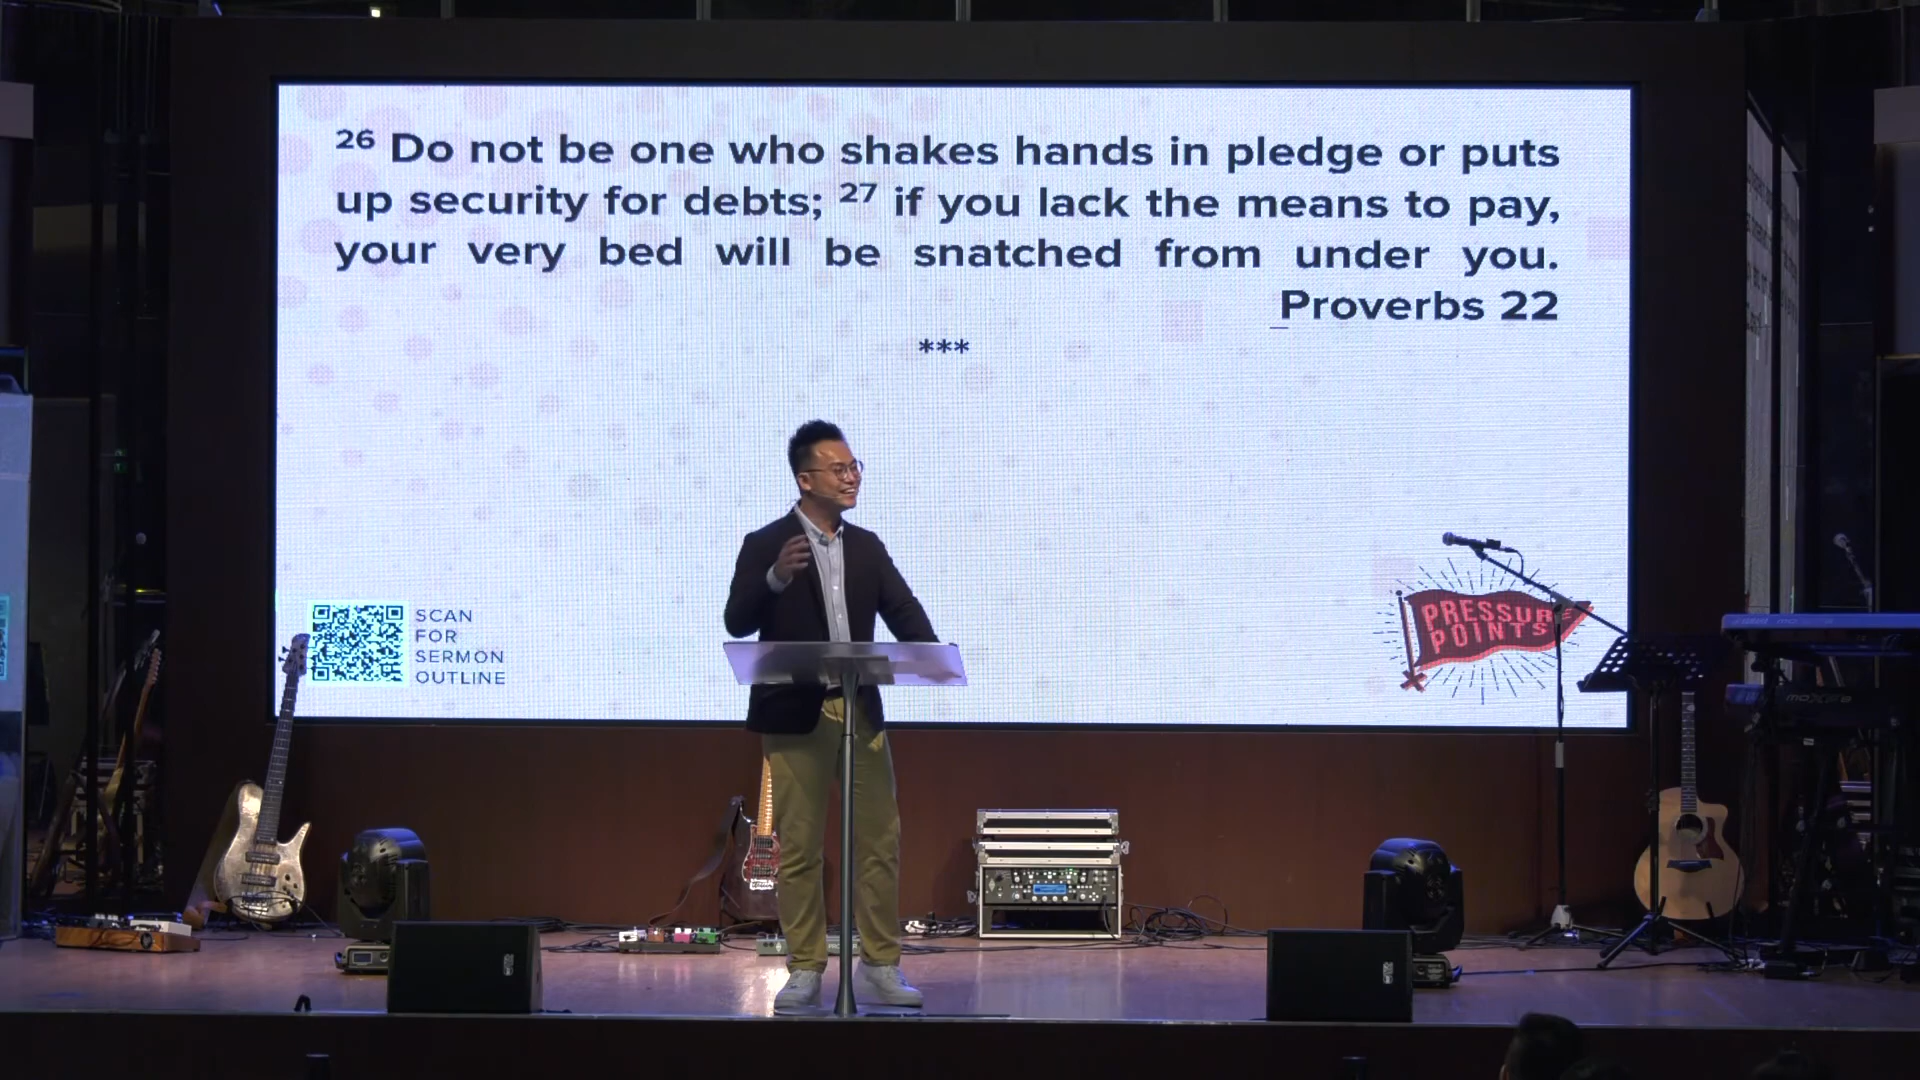 26 Do not be one who shakes hands in pledge or puts
up security for debts; 27 if you lack the means to pay,
your very bed will be snatched from under you.
_Proverbs 22
***
SCAN
FOR
SERMON
OUTLINE
PRESSURE
POINTS